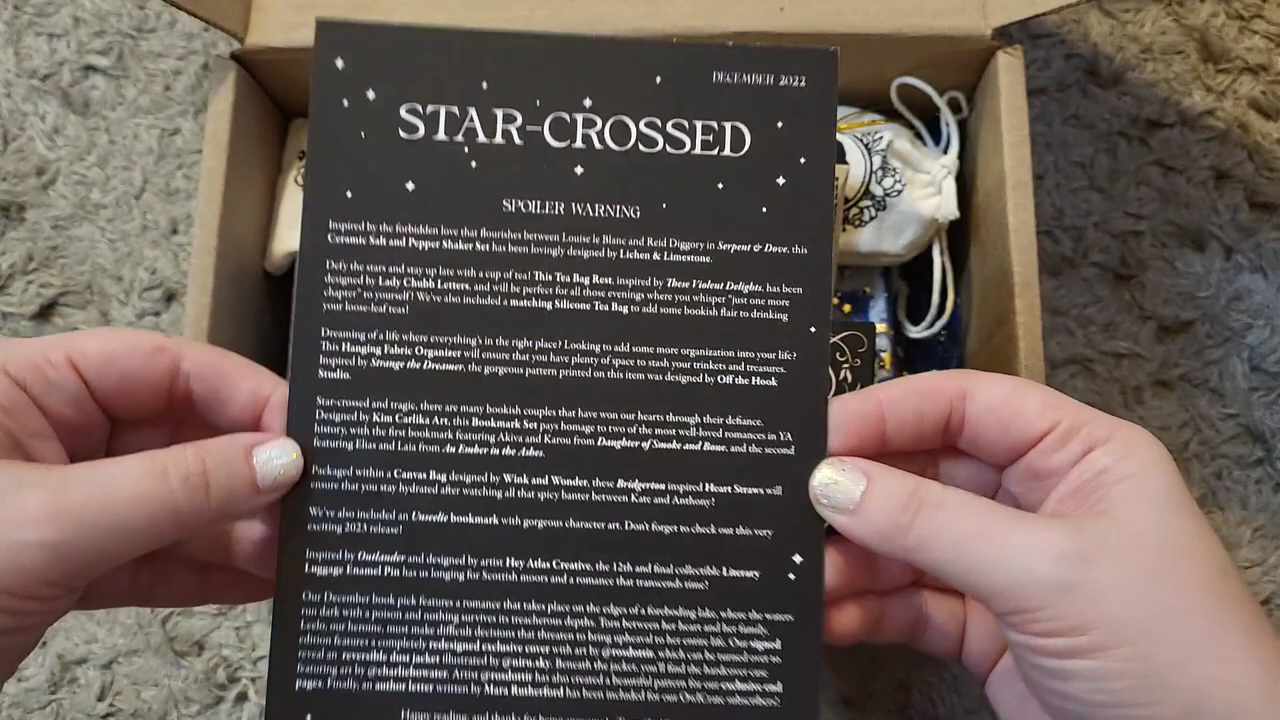 DECEMBER 2022
STAR-CROSSED
SPOILER WARNING
Inspired by the forbidden love that flourishes between Louise le Blanc and Reid Diggory in Serpent & Dove, this
Ceramic Salt and Pepper Shaker Set has been lovingly designed by Lichen & Limestone.
Defy the stars and stay up late with a cup of tea! This Tea Bag Rest, inspired by These Violent Delights, has been
designed by Lady Chubb Letters, and will be perfect for all those evenings where you whisper "just one more
chapter" to yourself! We've also included a matching Silicone Tea Bag to add some bookish flair to drinking
your loose-leaf teas!
Dreaming of a life where everything's in the right place? Looking to add some more organization into your life?
This Hanging Fabric Organizer will ensure that you have plenty of space to stash your trinkets and treasures.
Inspired by Strange the Dreamer, the gorgeous pattern printed on this item was designed by Off the Hook
Studio.
Star-crossed and tragic, there are many bookish couples that have won our hearts through their defiance.
Designed by Kim Carlika Art, this Bookmark Set pays homage to two of the most well-loved romances in YA
history, with the first bookmark featuring Akiva and Karou from Daughter of Smoke and Bone, and the second
featuring Elias and Laia from An Ember in the Ashes.
Packaged within a Canvas Bag designed by Wink and Wonder, these Bridgerton inspired Heart Straws will
ensure that you stay hydrated after watching all that spicy banter between Kate and Anthony!
We've also included an Unseelie bookmark with gorgeous character art. Don't forget to check out this very
exciting 2023 release!
Inspired by Outlander and designed by artist Hey Atlas Creative, the 12th and final collectible Literary
Luggage Enamel Pin has us longing for Scottish moors and a romance that transcends time!
Our December book pick features a romance that takes place on the edges of a foreboding lake, where the waters
run dark with a poison and nothing survives its treacherous depths. Torn between her heart and her family,
our heroine, must make difficult decisions that threaten to bring upheaval to her entire life. Our signed
edition features a completely redesigned exclusive cover with art by which can be turned over to
reveal an reversible dust jacket illustrated by Beneath the jacket, you'll find the hardcover case
featuring art by Artist has also created a beautiful pattern for our exclusive end
paper. Finally, an author letter written by Mara Rutherford has been included for our OwlCrate subscribers!
Happy reading, and thanks for being